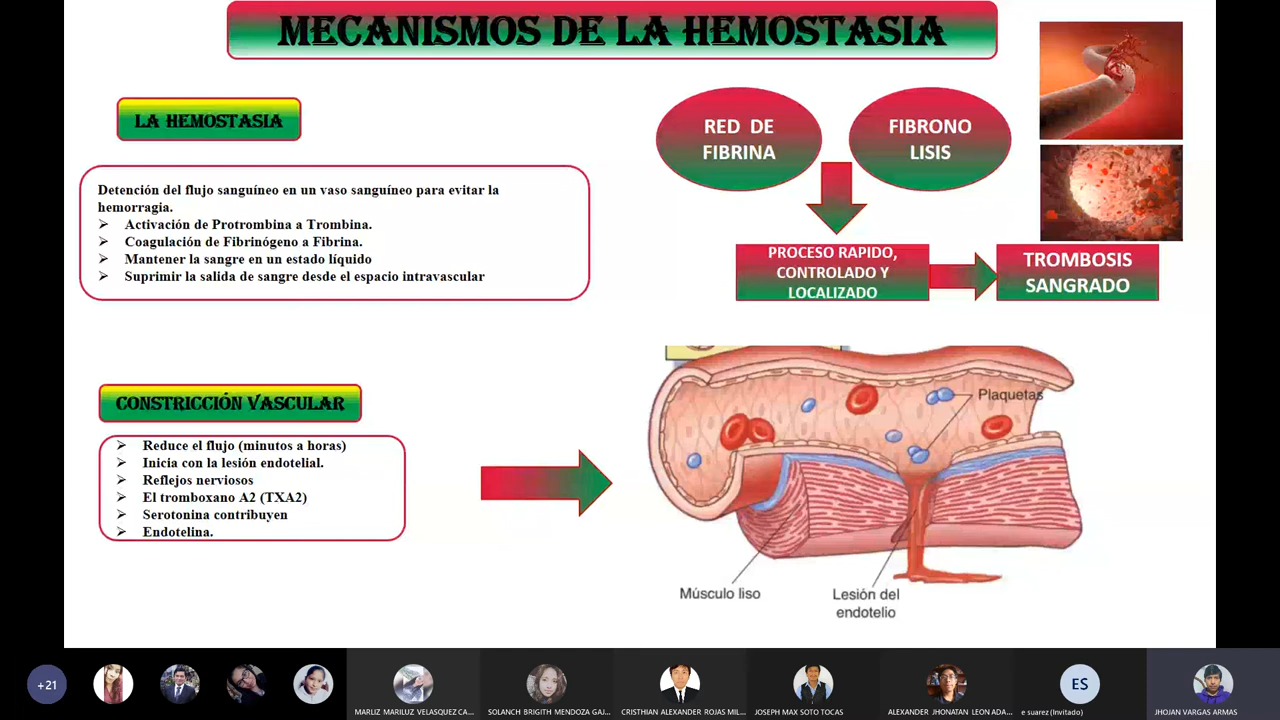 MECANISMOS DE LA HEMOSTASIA
LA HEMOSTASIA
Detención del flujo sanguíneo en un vaso sanguíneo para evitar la
hemorragia.
Activación de Protrombina a Trombina.
Coagulación de Fibrinógeno a Fibrina.
Mantener la sangre en un estado líquido
Suprimir la salida de sangre desde el espacio intravascular
RED DE
FIBRINA
FIBRONO
LISIS
PROCESO RAPIDO,
CONTROLADO Y
LOCALIZADO
TROMBOSIS
SANGRADO
CONSTRICCIÓN VASCULAR
Reduce el flujo (minutos a horas)
Inicia con la lesión endotelial.
Reflejos nerviosos
El tromboxano A2 (TXA2)
Serotonina contribuyen
Endotelina.
Plaquetas
Músculo liso
Lesión del
endotelio
+21
MARLIZ MARILUZ VELASQUEZ CA...
SOLANCH BRIGITH MENDOZA GAJ...
CRISTHIAN ALEXANDER ROJAS MIL...
JOSEPH MAX SOTO TOCAS
ALEXANDER JHONATAN LEON ADA...
ES
e suarez (Invitado)
JHOJAN VARGAS ARMAS